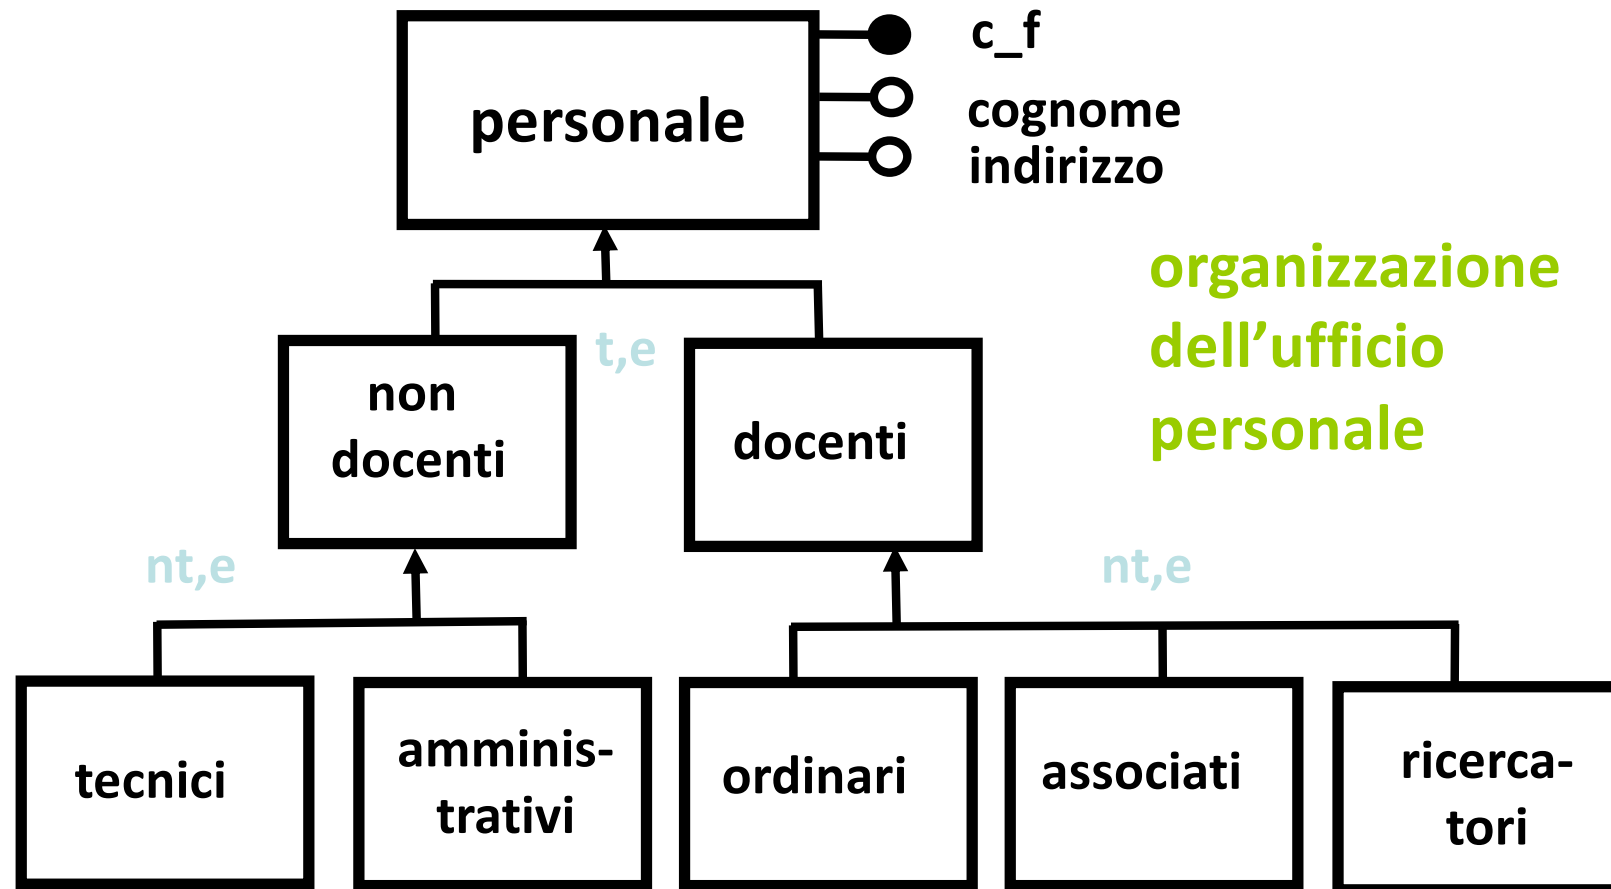 c_f
personale
cognome
indirizzo
organizzazione
dell’ufficio
personale
t,e
non
docenti
docenti
nt,e
nt,e
tecnici
amminis-
trativi
ordinari
associati
ricerca-
tori